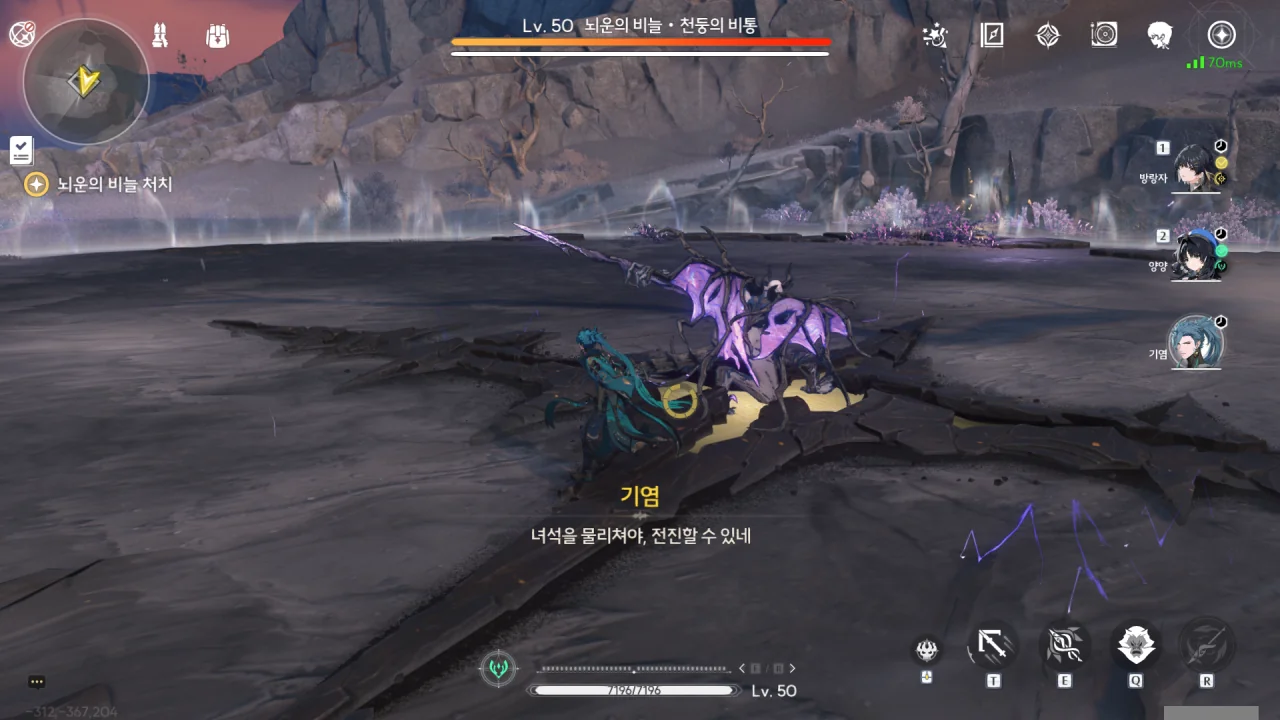 Lv. 50 뇌운의 비늘・천둥의 비통
70ms
뇌운의 비늘 처치
1
방랑자
2
양양
기염
기염
녀석을 물리쳐야, 전진할 수 있네
T
E
Q
R
7196/7196
Lv. 50
-312,-367,204